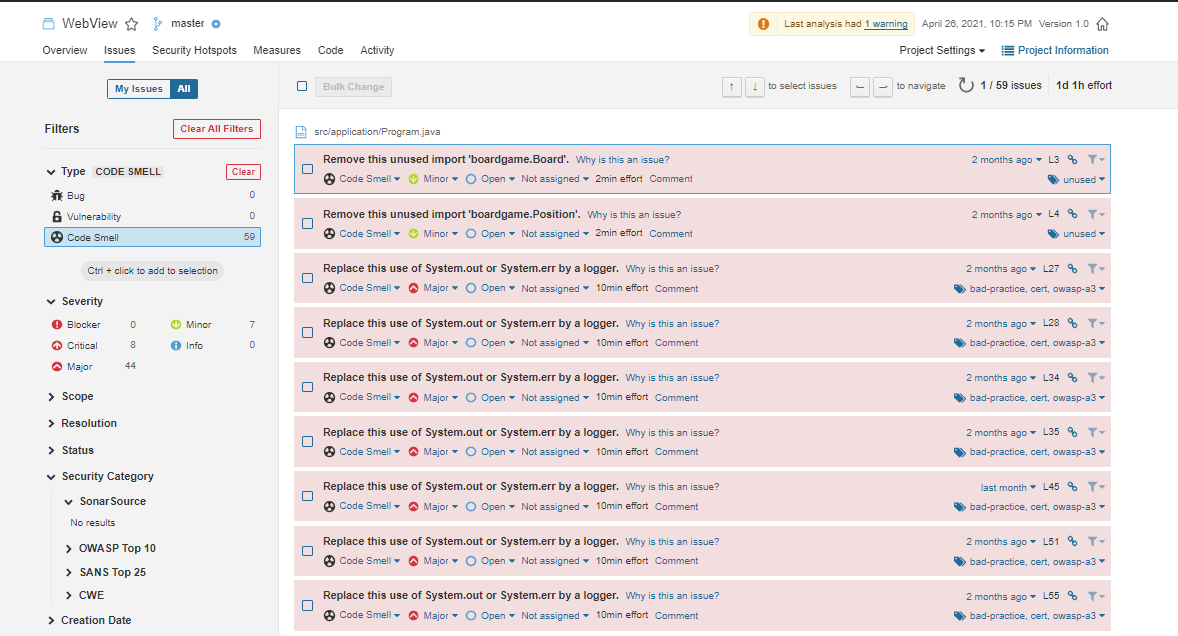 WebView master Last analysis had 1 warning April 26, 2021, 10:15 PM Version 1.0
Overview Issues Security Hotspots Measures Code Activity Project Settings Project Information
My Issues All
Filters Clear All Filters
Type CODE SMELL Clear
Bug 0
Vulnerability 0
Code Smell 59
Ctrl + click to add to selection
Severity
Blocker 0 Minor 7
Critical 8 Info 0
Major 44
Scope
Resolution
Status
Security Category
SonarSource
No results
OWASP Top 10
SANS Top 25
CWE
Creation Date
Bulk Change ↑ ↓ to select issues ← → to navigate 1 / 59 issues 1d 1h effort
src/application/Program.java
Remove this unused import 'boardgame.Board'. Why is this an issue? 2 months ago L3
Code Smell Minor Open Not assigned 2min effort Comment unused
Remove this unused import 'boardgame.Position'. Why is this an issue? 2 months ago L4
Code Smell Minor Open Not assigned 2min effort Comment unused
Replace this use of System.out or System.err by a logger. Why is this an issue? 2 months ago L27
Code Smell Major Open Not assigned 10min effort Comment bad-practice, cert, owasp-a3
Replace this use of System.out or System.err by a logger. Why is this an issue? 2 months ago L28
Code Smell Major Open Not assigned 10min effort Comment bad-practice, cert, owasp-a3
Replace this use of System.out or System.err by a logger. Why is this an issue? 2 months ago L34
Code Smell Major Open Not assigned 10min effort Comment bad-practice, cert, owasp-a3
Replace this use of System.out or System.err by a logger. Why is this an issue? 2 months ago L35
Code Smell Major Open Not assigned 10min effort Comment bad-practice, cert, owasp-a3
Replace this use of System.out or System.err by a logger. Why is this an issue? last month L45
Code Smell Major Open Not assigned 10min effort Comment bad-practice, cert, owasp-a3
Replace this use of System.out or System.err by a logger. Why is this an issue? 2 months ago L51
Code Smell Major Open Not assigned 10min effort Comment bad-practice, cert, owasp-a3
Replace this use of System.out or System.err by a logger. Why is this an issue? 2 months ago L55
Code Smell Major Open Not assigned 10min effort Comment bad-practice, cert, owasp-a3